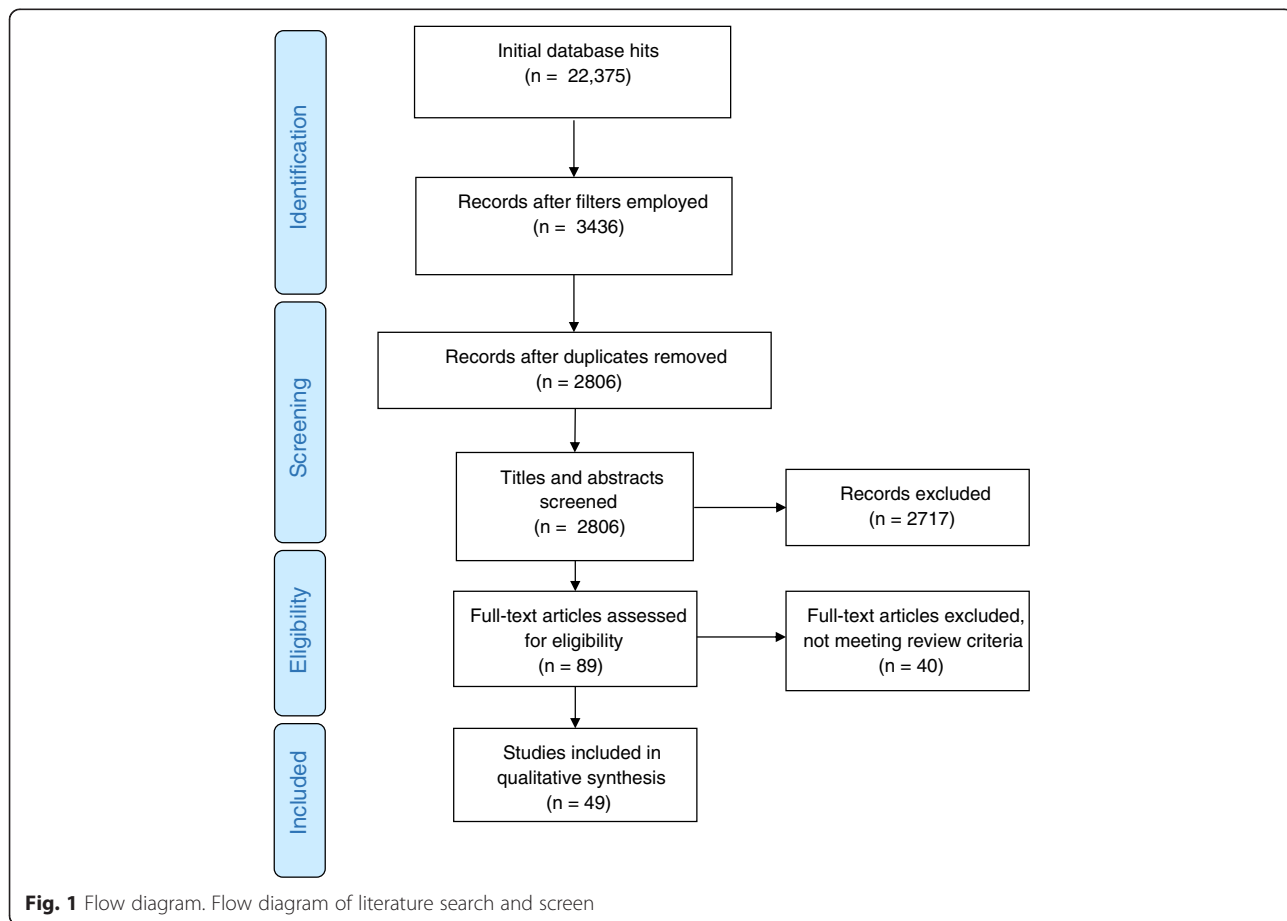 Identification
Initial database hits
(n = 22,375)
Records after filters employed
(n = 3436)
Screening
Records after duplicates removed
(n = 2806)
Titles and abstracts
screened
(n = 2806)
Records excluded
(n = 2717)
Eligibility
Full-text articles assessed
for eligibility
(n = 89)
Full-text articles excluded,
not meeting review criteria
(n = 40)
Included
Studies included in
qualitative synthesis
(n = 49)
Fig. 1 Flow diagram. Flow diagram of literature search and screen